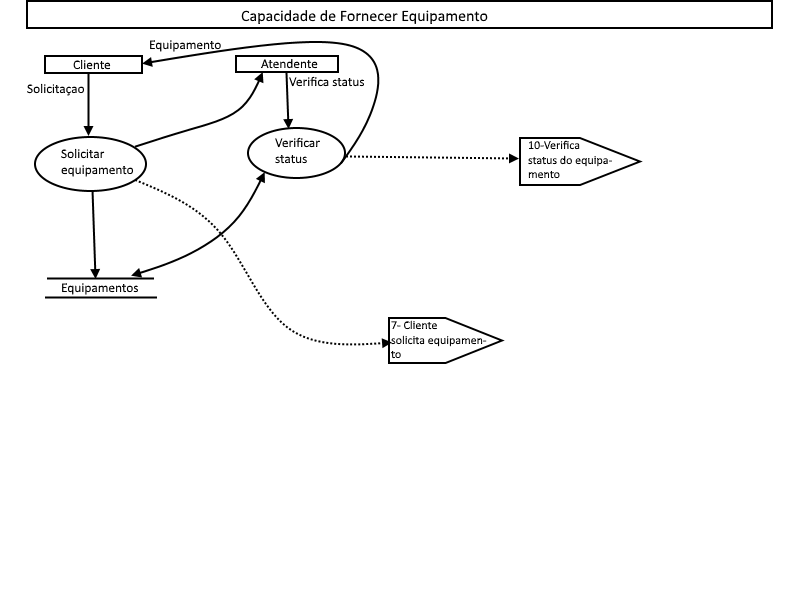 Capacidade de Fornecer Equipamento
Equipamento
Cliente
Atendente
Solicitaçao
Verifica status
Solicitar
equipamento
Verificar
status
10-Verifica
status do equipa-
mento
Equipamentos
7- Cliente
solicita equipamen-
to